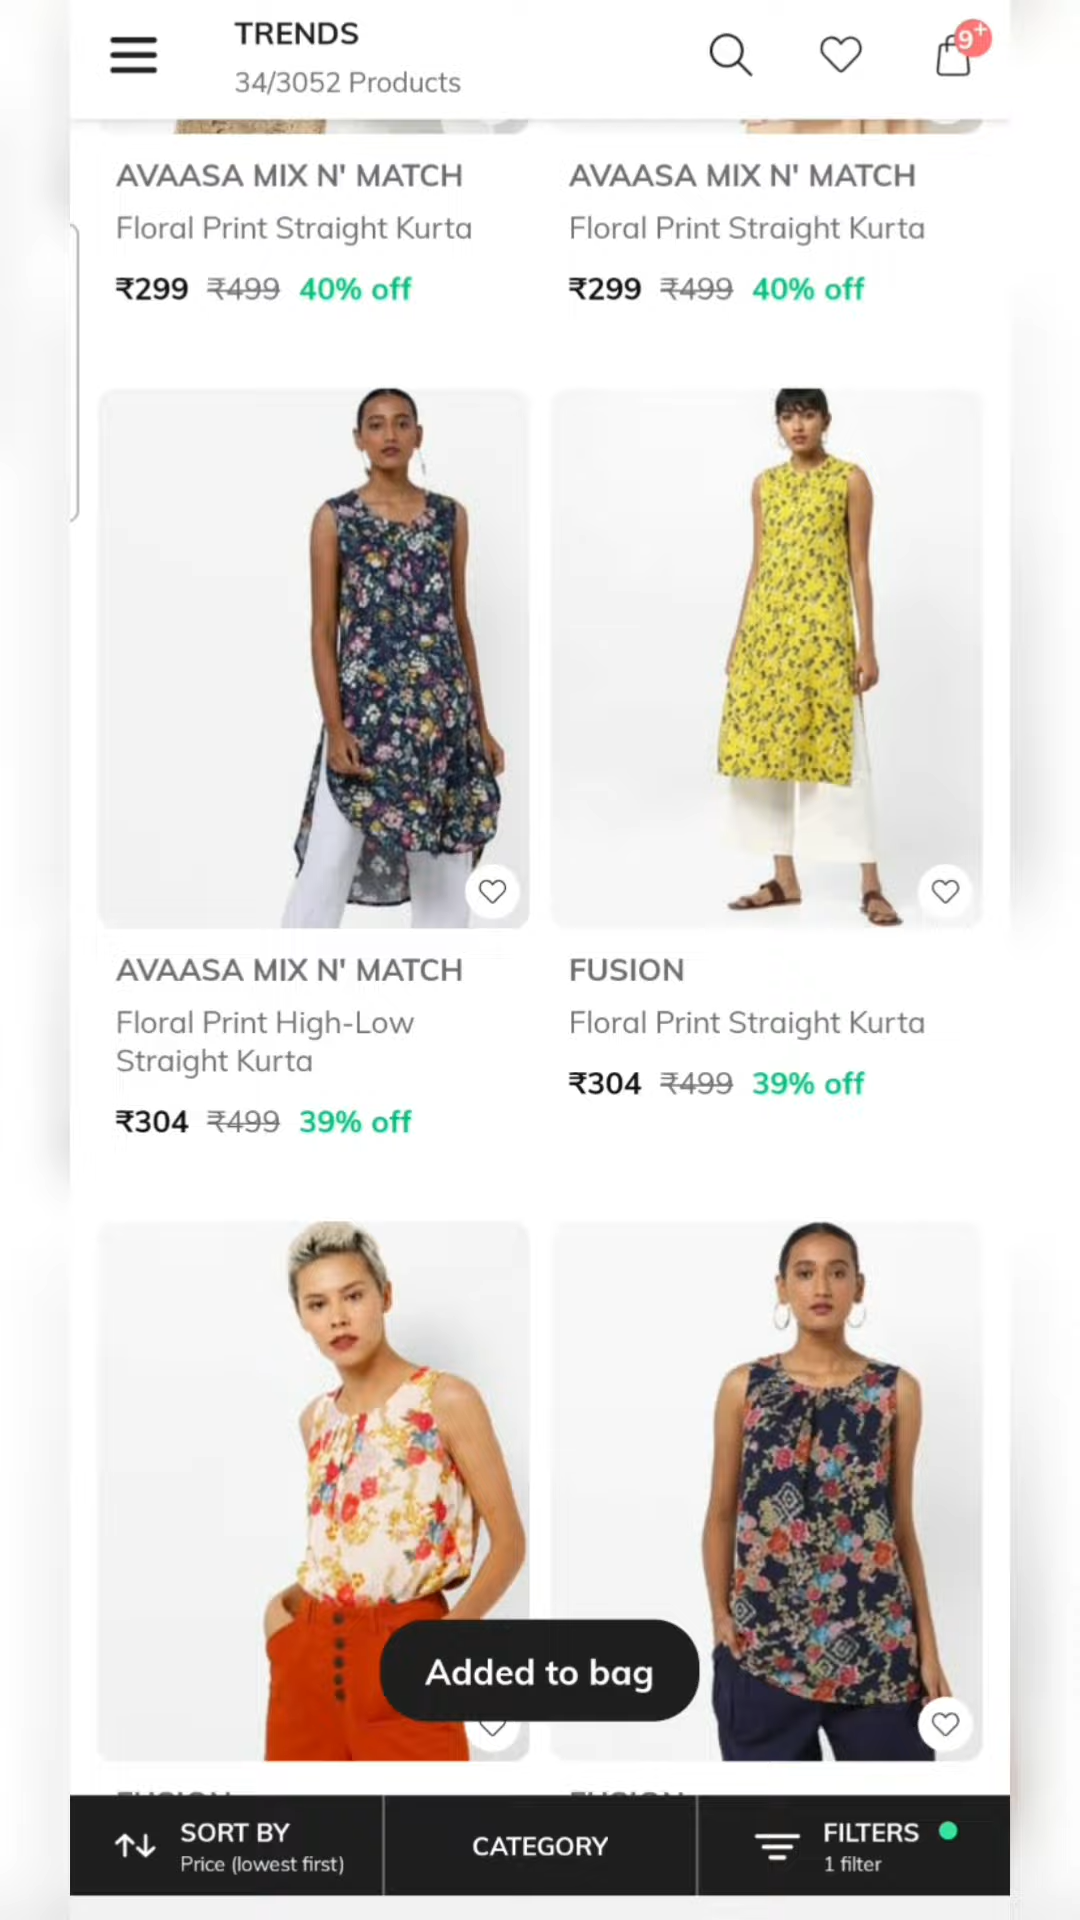 TRENDS
34/3052 Products
9+
AVAASA MIX N' MATCH
Floral Print Straight Kurta
₹299 ₹499 40% off
AVAASA MIX N' MATCH
Floral Print Straight Kurta
₹299 ₹499 40% off
AVAASA MIX N' MATCH
Floral Print High-Low
Straight Kurta
₹304 ₹499 39% off
FUSION
Floral Print Straight Kurta
₹304 ₹499 39% off
Added to bag
SORT BY
Price (lowest first)
CATEGORY
FILTERS
1 filter